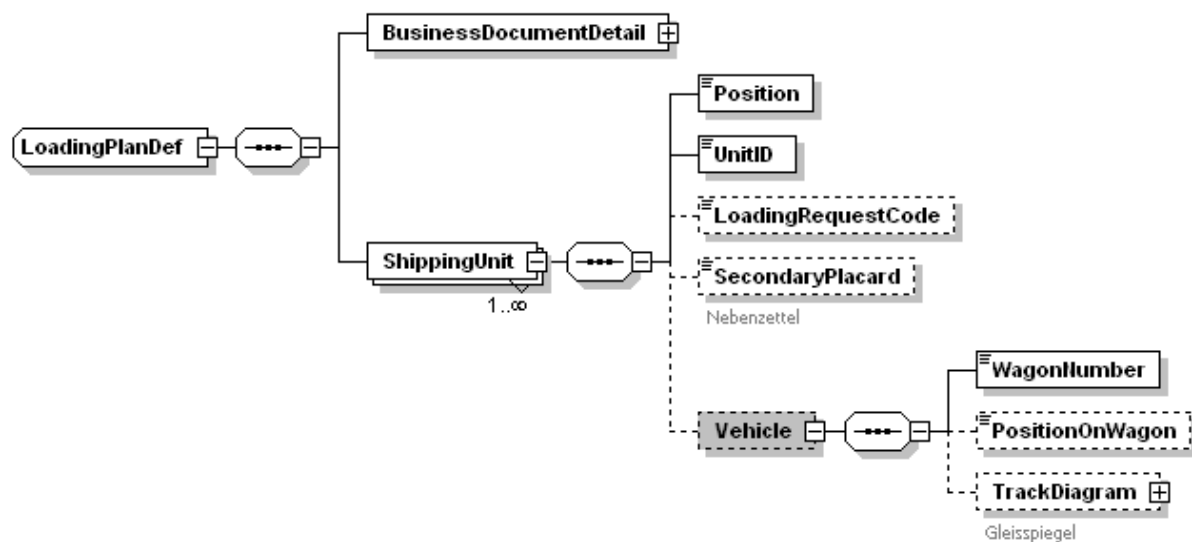 BusinessDocumentDetail
Position
LoadingPlanDef
UnitID
LoadingRequestCode
ShippingUnit
1..∞
SecondaryPlacard
Nebenzettel
WagonNumber
Vehicle
PositionOnWagon
TrackDiagram
Gleisspiegel